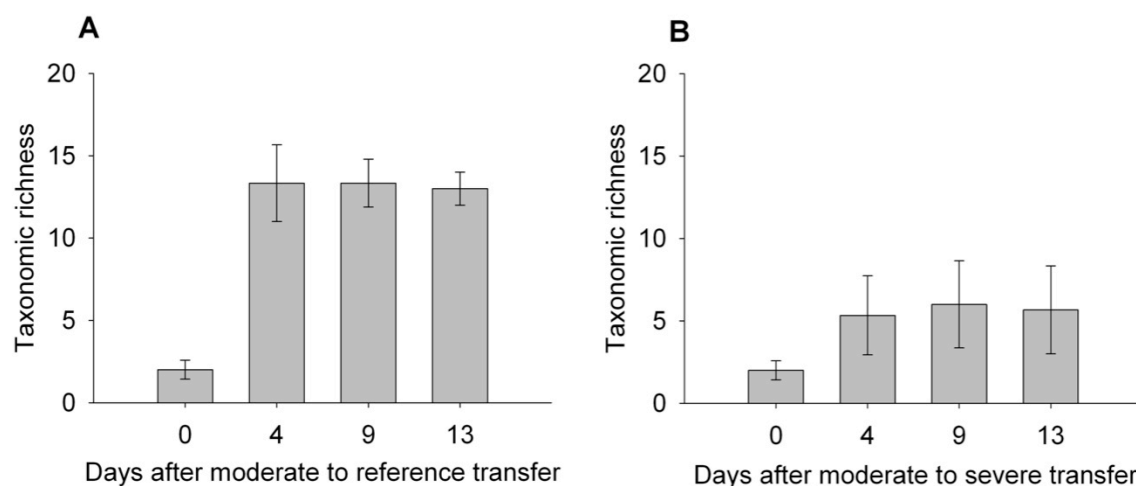 A
Taxonomic richness
20
15
10
5
0
0 4 9 13
Days after moderate to reference transfer
B
Taxonomic richness
20
15
10
5
0
0 4 9 13
Days after moderate to severe transfer